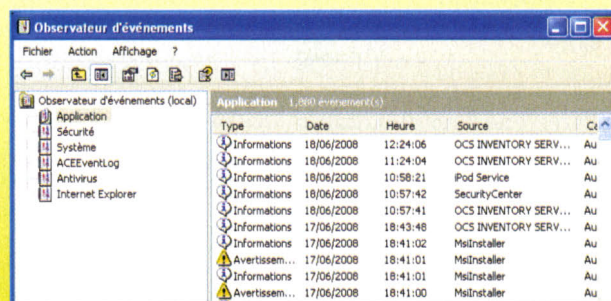 Observateur d'événements
Fichier Action Affichage ?
Observateur d'événements (local)
Application
Sécurité
Système
ACEEventLog
Antivirus
Internet Explorer
Application 1,880 événement(s)
Type Date Heure Source Ca
Informations 18/06/2008 12:24:06 OCS INVENTORY SERV... Au
Informations 18/06/2008 11:24:04 OCS INVENTORY SERV... Au
Informations 18/06/2008 10:58:21 iPod Service Au
Informations 18/06/2008 10:57:42 SecurityCenter Au
Informations 18/06/2008 10:57:41 OCS INVENTORY SERV... Au
Informations 17/06/2008 18:43:48 OCS INVENTORY SERV... Au
Informations 17/06/2008 18:41:02 MsiInstaller Au
Avertissem... 17/06/2008 18:41:01 MsiInstaller Au
Informations 17/06/2008 18:41:01 MsiInstaller Au
Avertissem... 17/06/2008 18:41:00 MsiInstaller Au